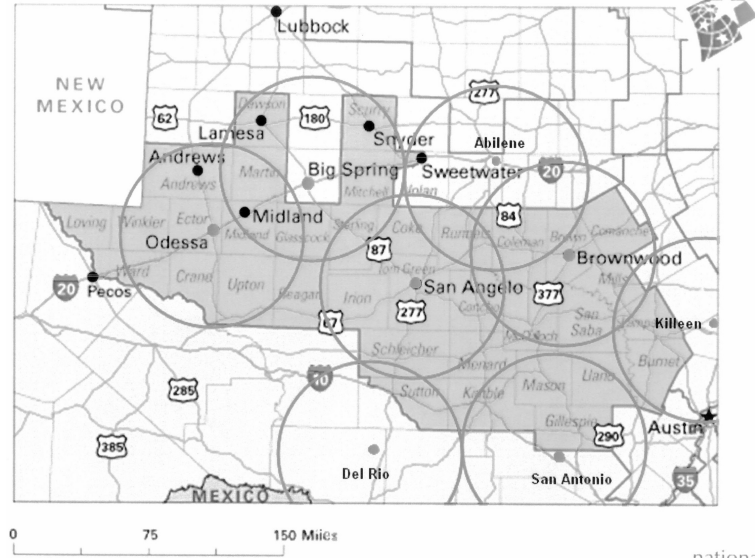 Lubbock
NEW
MEXICO
277
Dawson
62
180
Scurry
Lamesa
Snyder
Abilene
Andrews
Big Spring
Sweetwater
20
Martin
Andrews
Mitchell
Nolan
Midland
84
Loving
Winkler
Ector
Odessa
Midland
Glasscock
Sterling
Coke
Runnels
Coleman
Brown
Comanche
87
Brownwood
Ward
Crane
Upton
Reagan
Irion
Tom Green
San Angelo
Concho
377
Mills
20
Pecos
277
San
Saba
Killeen
67
McCulloch
Lampasas
Schleicher
Menard
Llano
Burnet
10
285
Sutton
Kimble
Mason
Gillespie
290
Austin
385
Del Rio
San Antonio
35
MEXICO
0 75 150 Miles